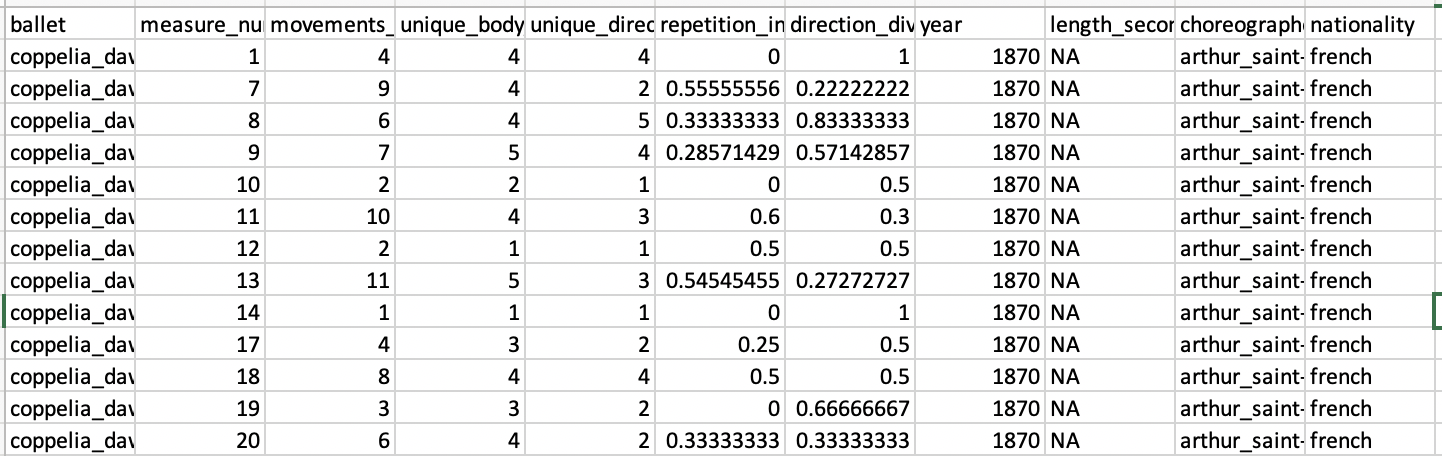 ballet measure_nu movements_ unique_body unique_direc repetition_in direction_div year length_secon choreographe nationality
coppelia_dav 1 4 4 4 0 1 1870 NA arthur_saint- french
coppelia_dav 7 9 4 2 0.55555556 0.22222222 1870 NA arthur_saint- french
coppelia_dav 8 6 4 5 0.33333333 0.83333333 1870 NA arthur_saint- french
coppelia_dav 9 7 5 4 0.28571429 0.57142857 1870 NA arthur_saint- french
coppelia_dav 10 2 2 1 0 0.5 1870 NA arthur_saint- french
coppelia_dav 11 10 4 3 0.6 0.3 1870 NA arthur_saint- french
coppelia_dav 12 2 1 1 0.5 0.5 1870 NA arthur_saint- french
coppelia_dav 13 11 5 3 0.54545455 0.27272727 1870 NA arthur_saint- french
coppelia_dav 14 1 1 1 0 1 1870 NA arthur_saint- french
coppelia_dav 17 4 3 2 0.25 0.5 1870 NA arthur_saint- french
coppelia_dav 18 8 4 4 0.5 0.5 1870 NA arthur_saint- french
coppelia_dav 19 3 3 2 0 0.66666667 1870 NA arthur_saint- french
coppelia_dav 20 6 4 2 0.33333333 0.33333333 1870 NA arthur_saint- french